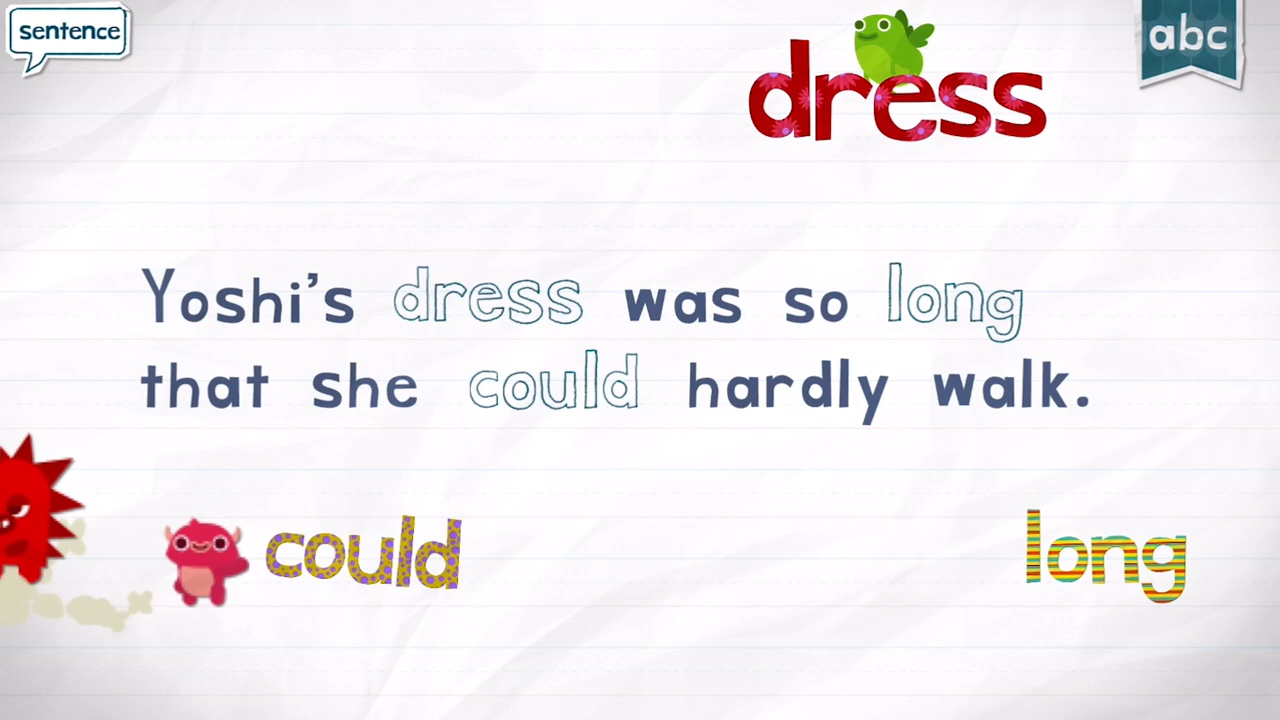 sentence
abc
dress
Yoshi's dress was so long
that she could hardly walk.
could
long